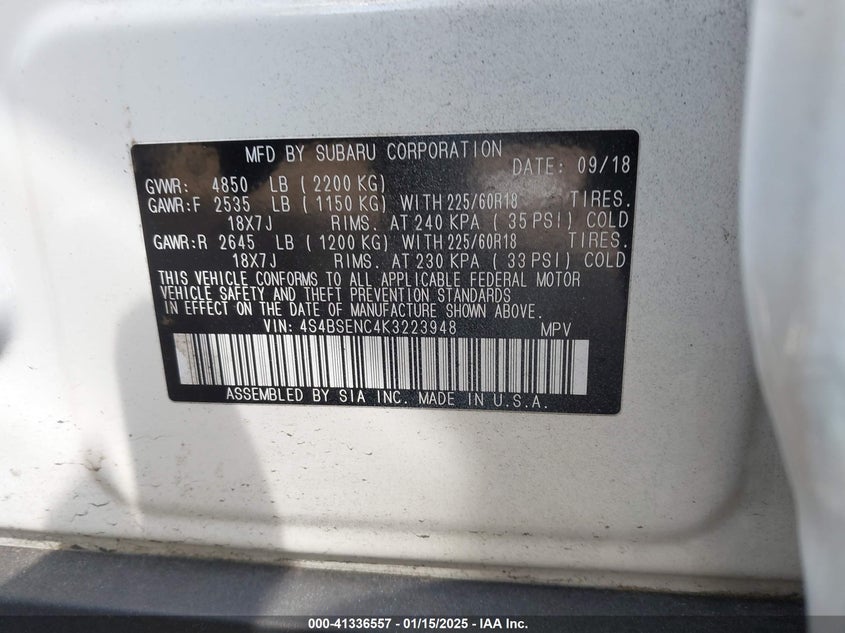 MFD BY SUBARU CORPORATION DATE: 09/18
GVWR: 4850 LB (2200 KG)
GAWR:F 2535 LB (1150 KG) WITH 225/60R18 TIRES.
18X7J RIMS. AT 240 KPA (35 PSI) COLD
GAWR:R 2645 LB (1200 KG) WITH 225/60R18 TIRES.
18X7J RIMS. AT 230 KPA (33 PSI) COLD
THIS VEHICLE CONFORMS TO ALL APPLICABLE FEDERAL MOTOR
VEHICLE SAFETY AND THEFT PREVENTION STANDARDS
IN EFFECT ON THE DATE OF MANUFACTURE SHOWN ABOVE.
VIN: 4S4BSENC4K3223948 MPV
ASSEMBLED BY SIA INC. MADE IN U.S.A.
000-41336557 - 01/15/2025 - IAA Inc.